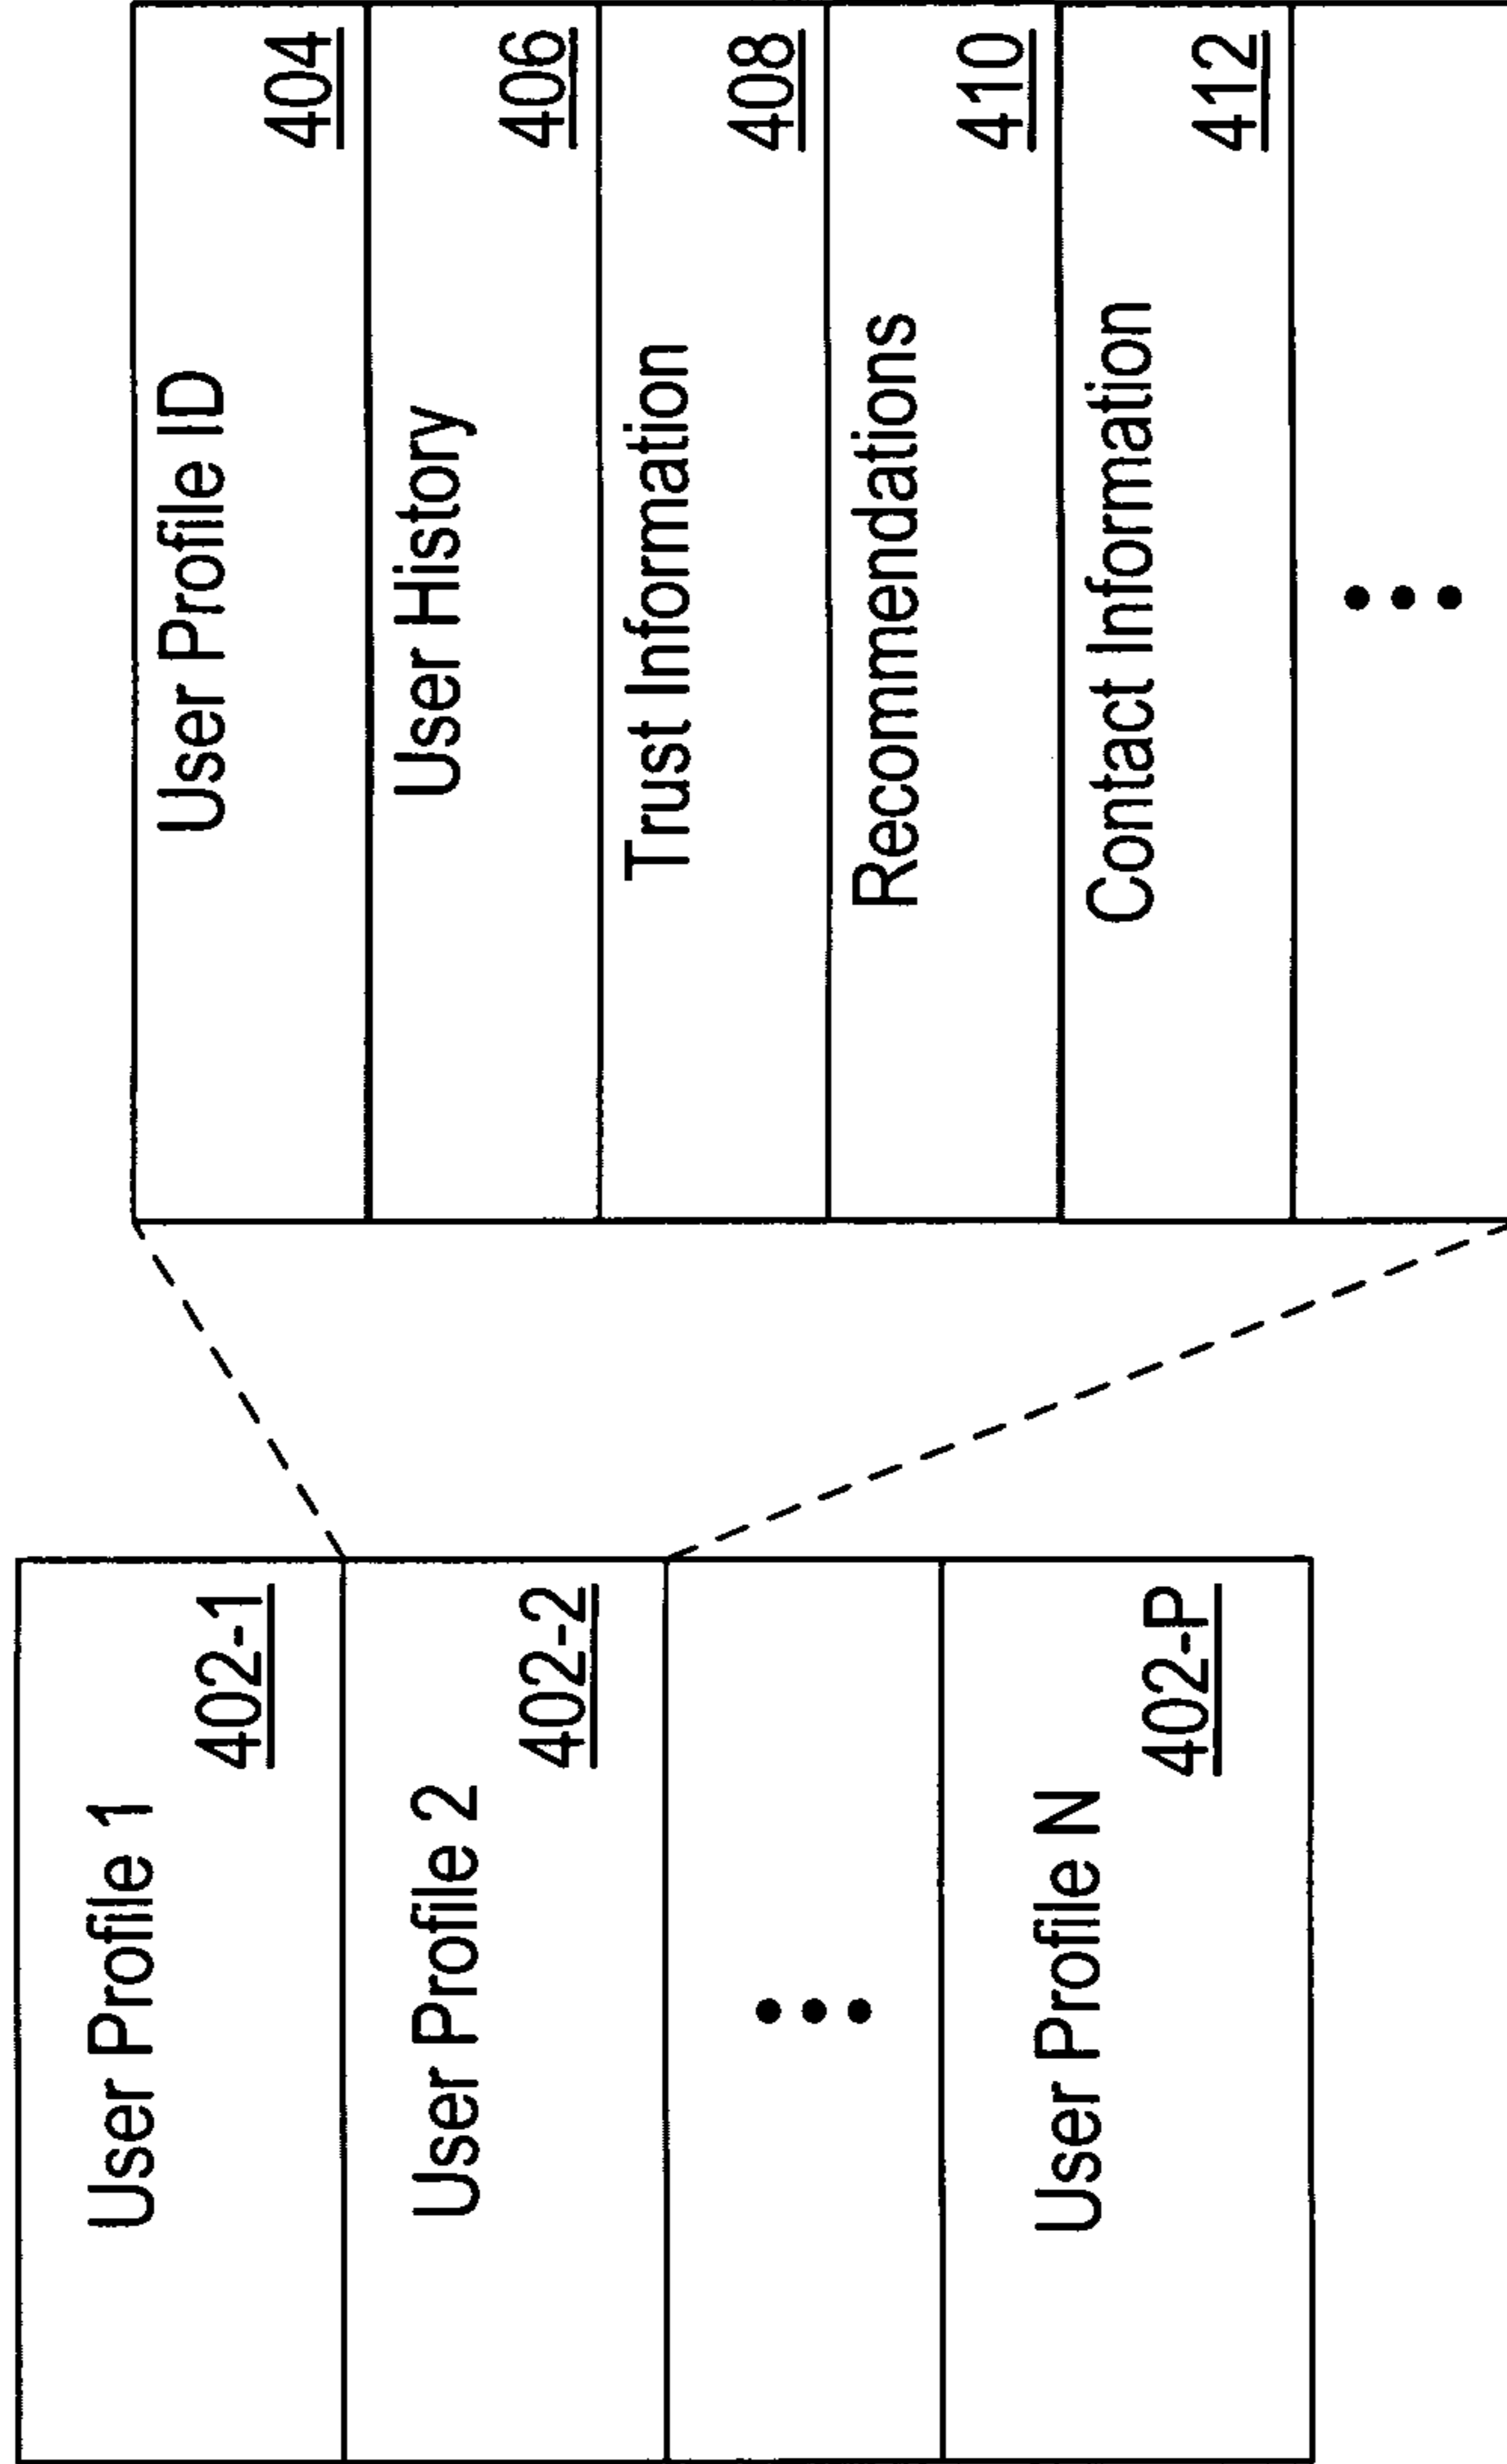 User Profile 1
402-1
User Profile 2
402-2
User Profile N
402-P
User Profile ID
404
User History
406
Trust Information
408
Recommendations
410
Contact Information
412